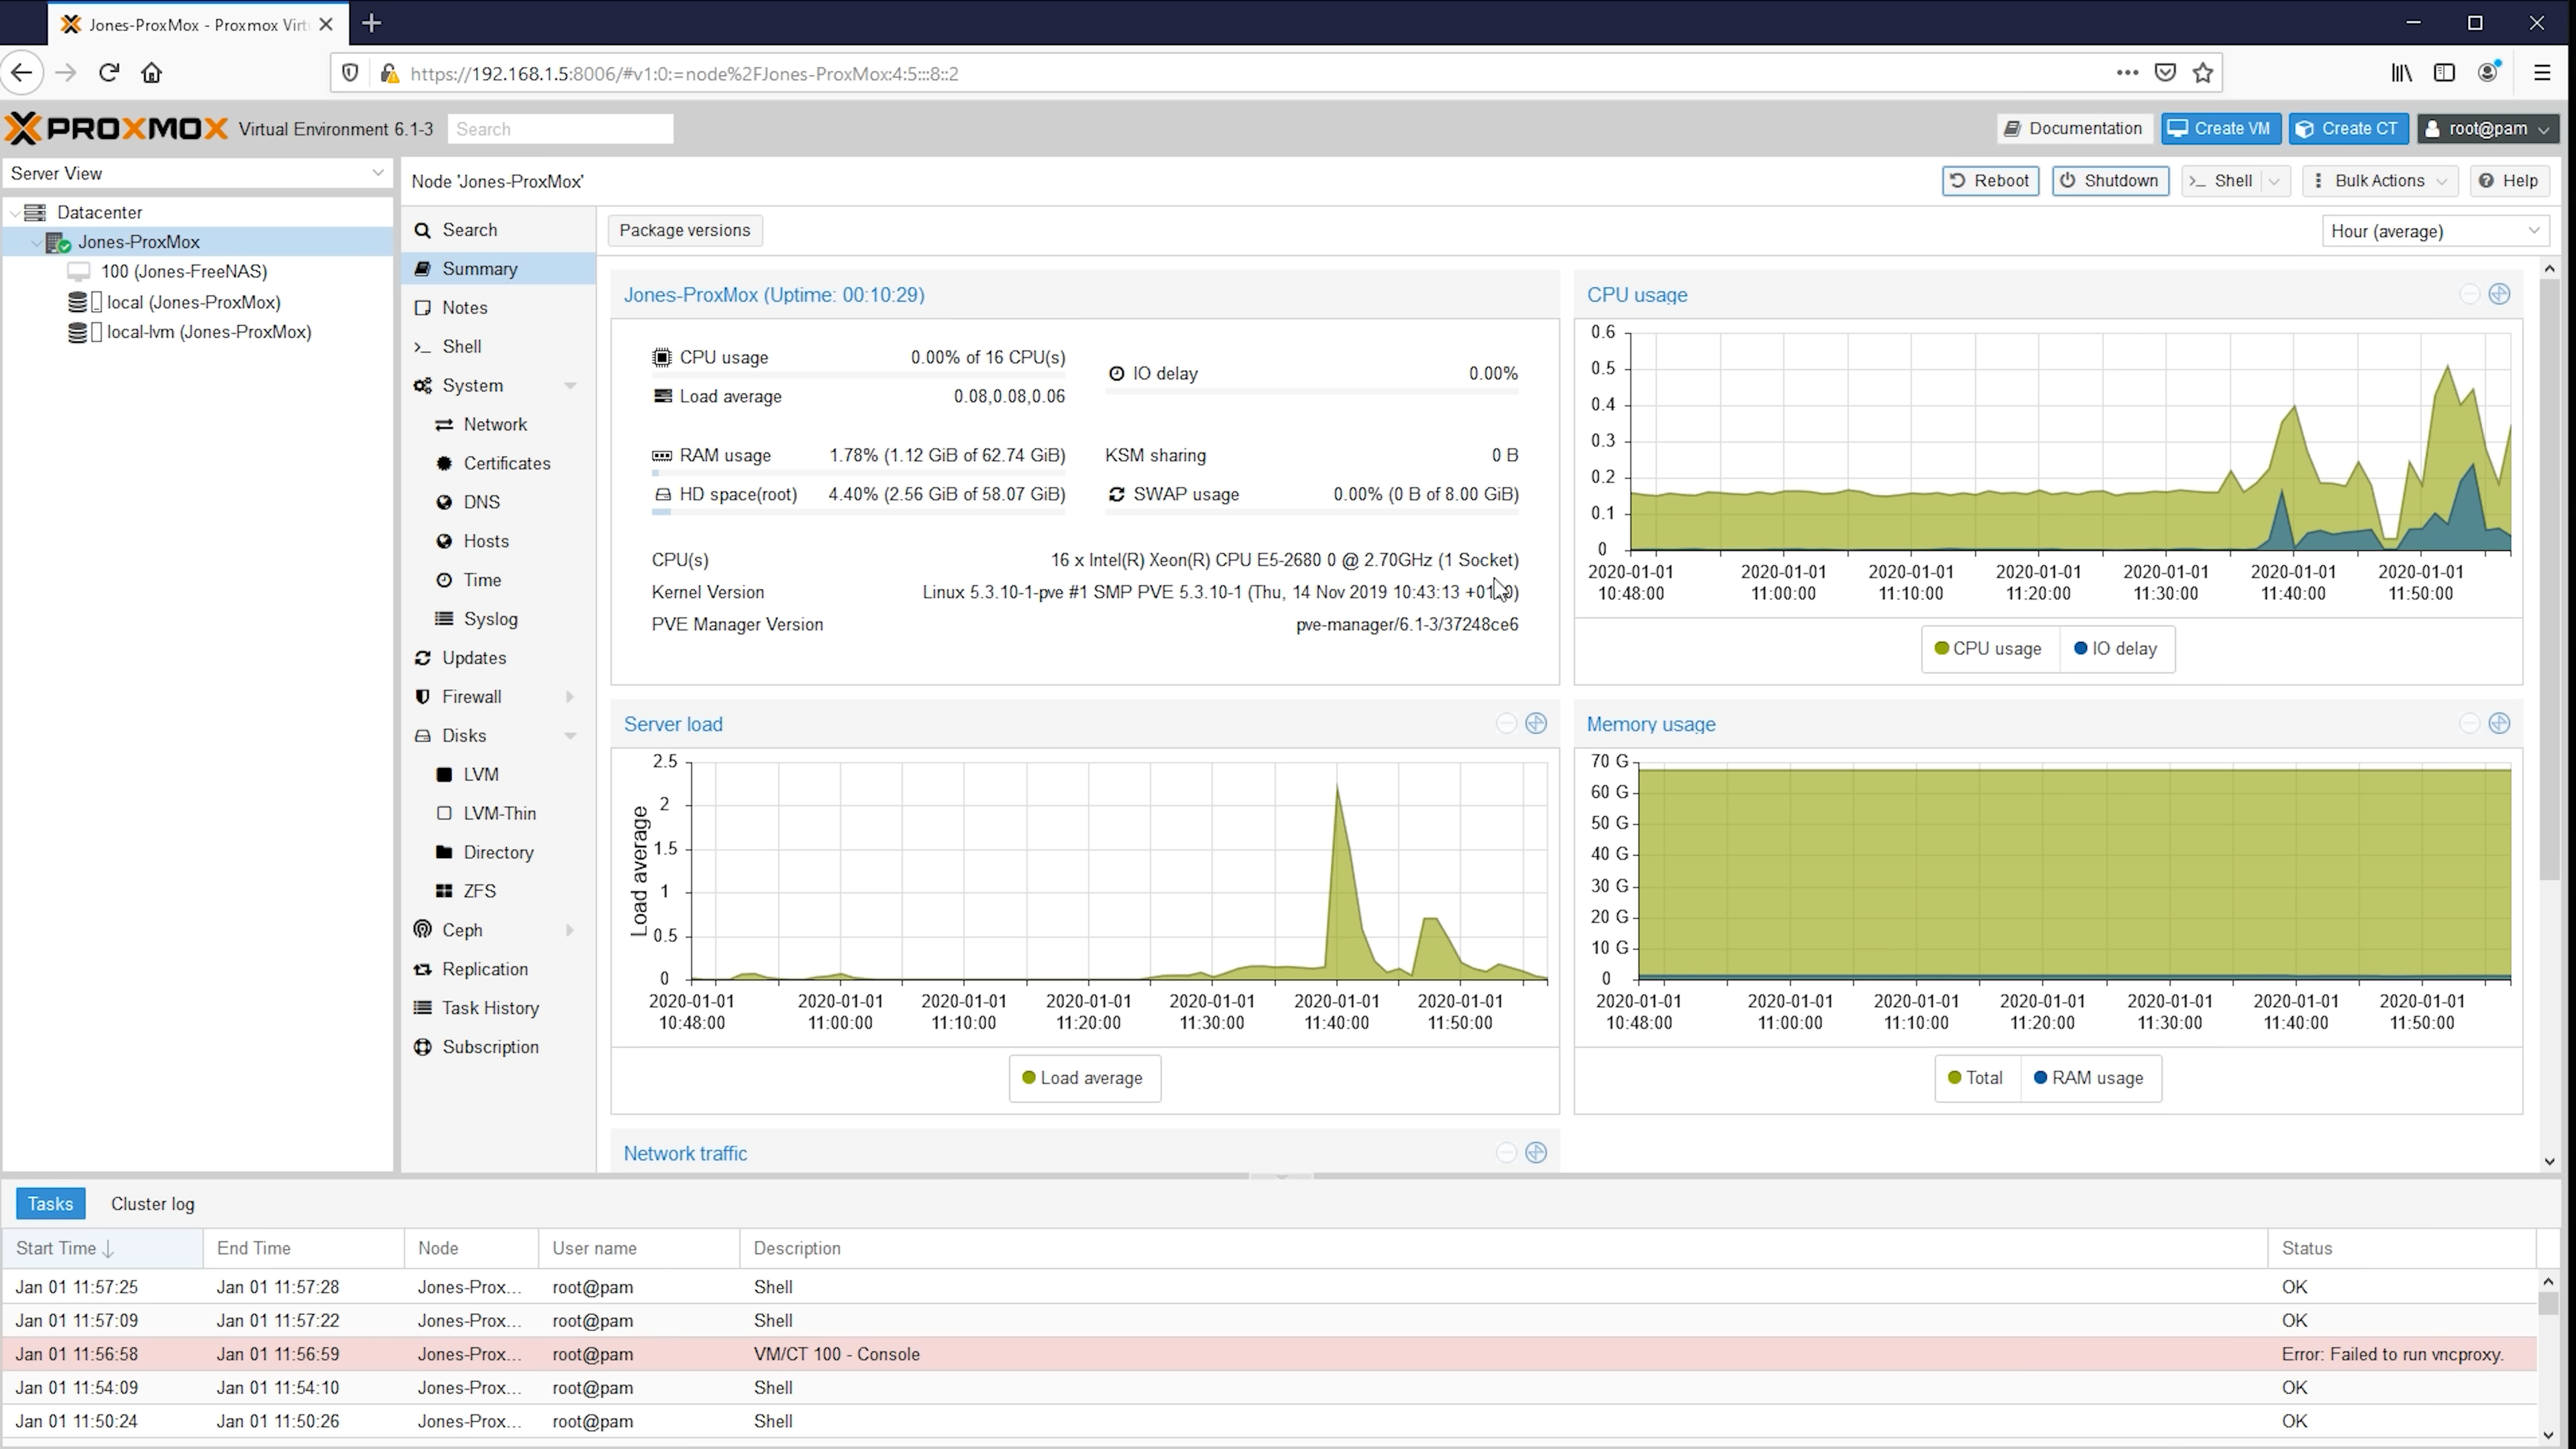 Jones-ProxMox - Proxmox Virt
https://192.168.1.5:8006/#v1:0:=node%2FJones-ProxMox:4:5:::8::2
PROXMOX Virtual Environment 6.1-3 Search
Documentation Create VM Create CT root@pam
Server View
Datacenter
Jones-ProxMox
100 (Jones-FreeNAS)
local (Jones-ProxMox)
local-lvm (Jones-ProxMox)
Node 'Jones-ProxMox'
Reboot Shutdown Shell Bulk Actions Help
Search
Summary
Notes
Shell
System
Network
Certificates
DNS
Hosts
Time
Syslog
Updates
Firewall
Disks
LVM
LVM-Thin
Directory
ZFS
Ceph
Replication
Task History
Subscription
Package versions
Hour (average)
Jones-ProxMox (Uptime: 00:10:29)
CPU usage 0.00% of 16 CPU(s)
IO delay 0.00%
Load average 0.08,0.08,0.06
RAM usage 1.78% (1.12 GiB of 62.74 GiB)
KSM sharing 0 B
HD space(root) 4.40% (2.56 GiB of 58.07 GiB)
SWAP usage 0.00% (0 B of 8.00 GiB)
CPU(s) 16 x Intel(R) Xeon(R) CPU E5-2680 0 @ 2.70GHz (1 Socket)
Kernel Version Linux 5.3.10-1-pve #1 SMP PVE 5.3.10-1 (Thu, 14 Nov 2019 10:43:13
PVE Manager Version pve-manager/6.1-3/37248ce6
CPU usage
0.6
0.5
0.4
0.3
0.2
0.1
0
2020-01-01 2020-01-01 2020-01-01 2020-01-01 2020-01-01 2020-01-01 2020-01-01
10:48:00 11:00:00 11:10:00 11:20:00 11:30:00 11:40:00 11:50:00
CPU usage IO delay
Server load
Load average
2.5
2
1.5
1
0.5
0
2020-01-01 2020-01-01 2020-01-01 2020-01-01 2020-01-01 2020-01-01 2020-01-01
10:48:00 11:00:00 11:10:00 11:20:00 11:30:00 11:40:00 11:50:00
Load average
Memory usage
70 G
60 G
50 G
40 G
30 G
20 G
10 G
0
2020-01-01 2020-01-01 2020-01-01 2020-01-01 2020-01-01 2020-01-01 2020-01-01
10:48:00 11:00:00 11:10:00 11:20:00 11:30:00 11:40:00 11:50:00
Total RAM usage
Network traffic
Tasks Cluster log
Start Time End Time Node User name Description Status
Jan 01 11:57:25 Jan 01 11:57:28 Jones-Prox... root@pam Shell OK
Jan 01 11:57:09 Jan 01 11:57:22 Jones-Prox... root@pam Shell OK
Jan 01 11:56:58 Jan 01 11:56:59 Jones-Prox... root@pam VM/CT 100 - Console Error: Failed to run vncproxy.
Jan 01 11:54:09 Jan 01 11:54:10 Jones-Prox... root@pam Shell OK
Jan 01 11:50:24 Jan 01 11:50:26 Jones-Prox... root@pam Shell OK